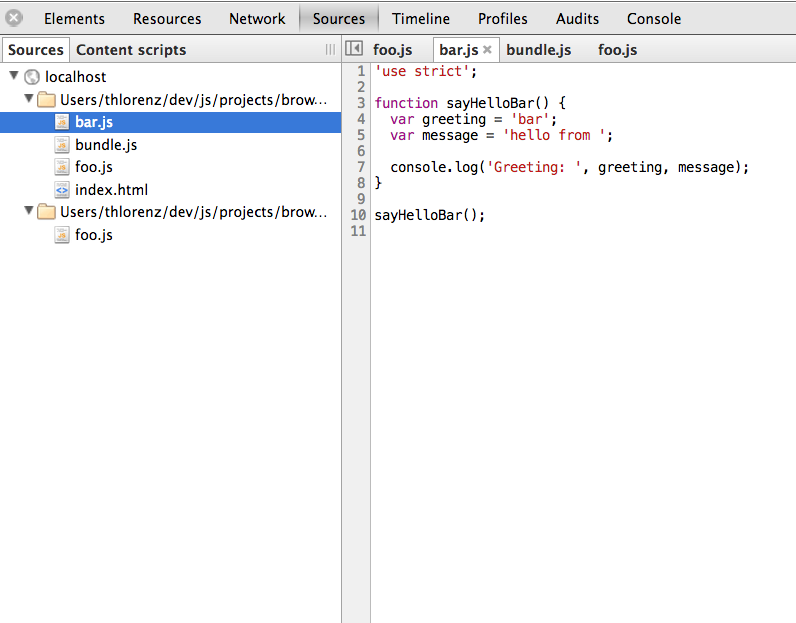 Elements Resources Network Sources Timeline Profiles Audits Console
Sources Content scripts
foo.js bar.js × bundle.js foo.js
localhost
Users/thlorenz/dev/js/projects/brow...
bar.js
bundle.js
foo.js
index.html
Users/thlorenz/dev/js/projects/brow...
foo.js
1 'use strict';
2
3 function sayHelloBar() {
4   var greeting = 'bar';
5   var message = 'hello from ';
6
7   console.log('Greeting: ', greeting, message);
8 }
9
10 sayHelloBar();
11